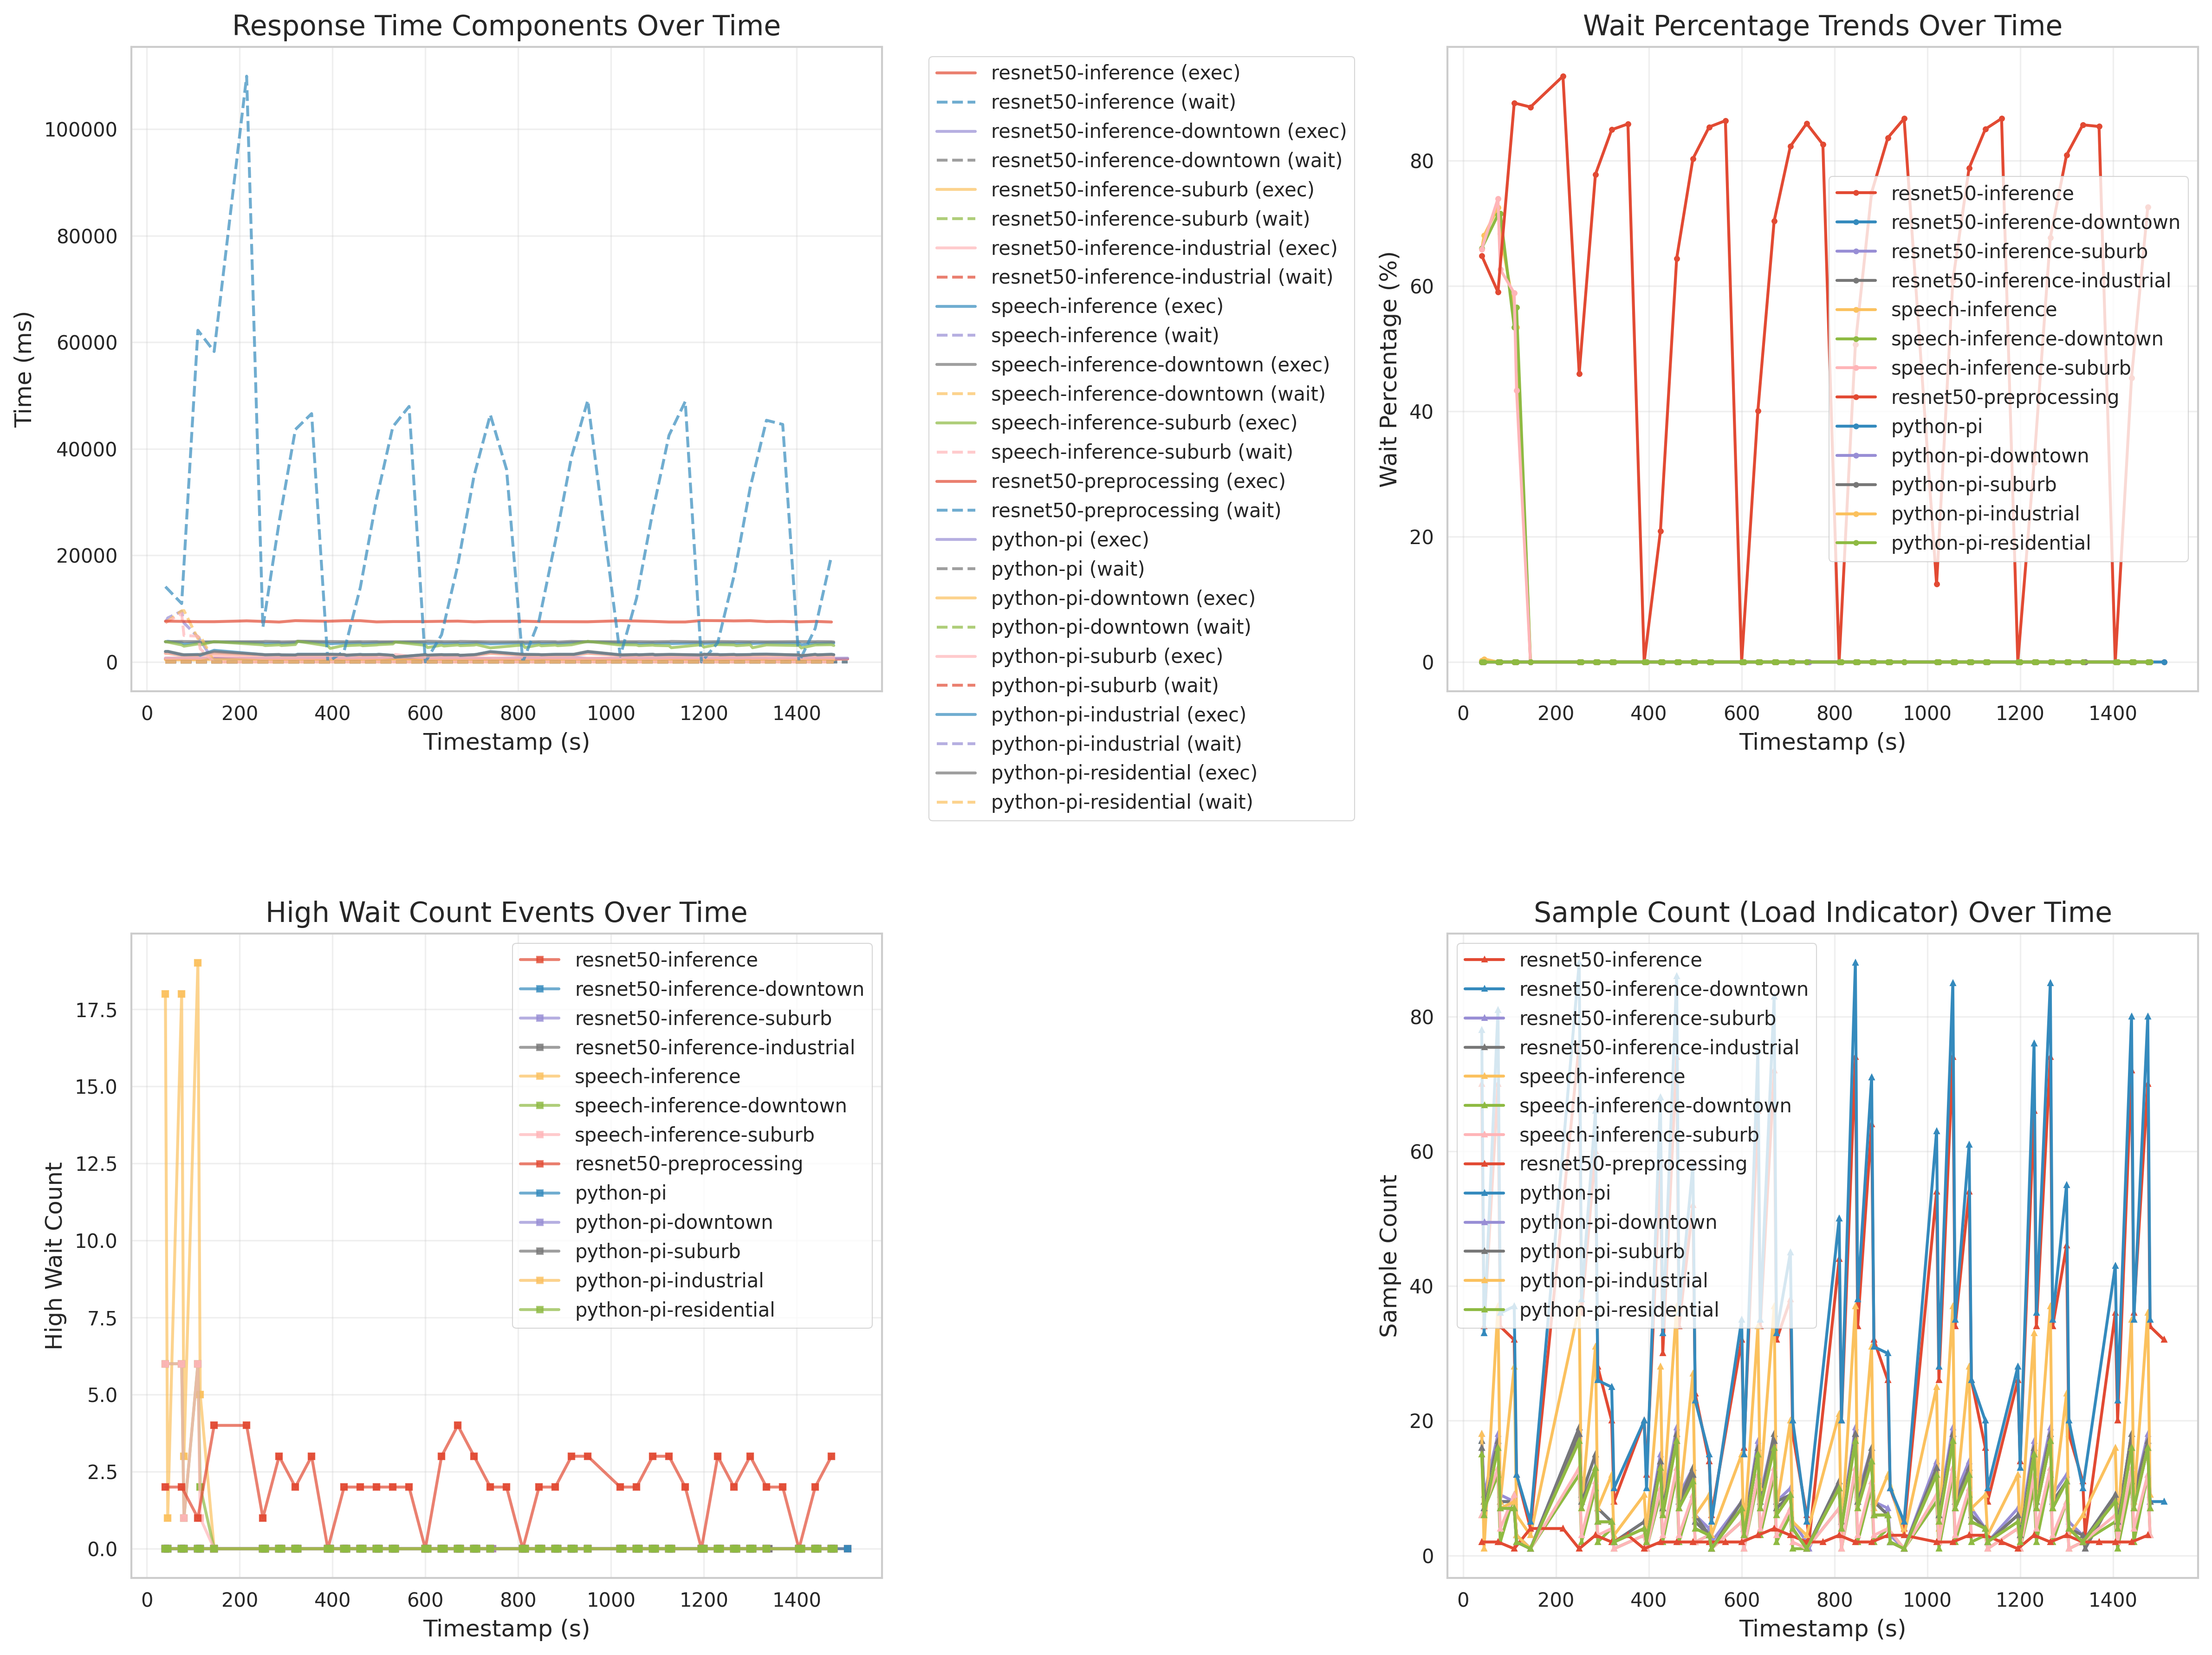 Response Time Components Over Time
Time (ms)
100000
80000
60000
40000
20000
0
0 200 400 600 800 1000 1200 1400
Timestamp (s)
resnet50-inference (exec)
resnet50-inference (wait)
resnet50-inference-downtown (exec)
resnet50-inference-downtown (wait)
resnet50-inference-suburb (exec)
resnet50-inference-suburb (wait)
resnet50-inference-industrial (exec)
resnet50-inference-industrial (wait)
speech-inference (exec)
speech-inference (wait)
speech-inference-downtown (exec)
speech-inference-downtown (wait)
speech-inference-suburb (exec)
speech-inference-suburb (wait)
resnet50-preprocessing (exec)
resnet50-preprocessing (wait)
python-pi (exec)
python-pi (wait)
python-pi-downtown (exec)
python-pi-downtown (wait)
python-pi-suburb (exec)
python-pi-suburb (wait)
python-pi-industrial (exec)
python-pi-industrial (wait)
python-pi-residential (exec)
python-pi-residential (wait)
Wait Percentage Trends Over Time
Wait Percentage (%)
80
60
40
20
0
0 200 400 600 800 1000 1200 1400
Timestamp (s)
resnet50-inference
resnet50-inference-downtown
resnet50-inference-suburb
resnet50-inference-industrial
speech-inference
speech-inference-downtown
speech-inference-suburb
resnet50-preprocessing
python-pi
python-pi-downtown
python-pi-suburb
python-pi-industrial
python-pi-residential
High Wait Count Events Over Time
High Wait Count
17.5
15.0
12.5
10.0
7.5
5.0
2.5
0.0
0 200 400 600 800 1000 1200 1400
Timestamp (s)
resnet50-inference
resnet50-inference-downtown
resnet50-inference-suburb
resnet50-inference-industrial
speech-inference
speech-inference-downtown
speech-inference-suburb
resnet50-preprocessing
python-pi
python-pi-downtown
python-pi-suburb
python-pi-industrial
python-pi-residential
Sample Count (Load Indicator) Over Time
Sample Count
80
60
40
20
0
0 200 400 600 800 1000 1200 1400
Timestamp (s)
resnet50-inference
resnet50-inference-downtown
resnet50-inference-suburb
resnet50-inference-industrial
speech-inference
speech-inference-downtown
speech-inference-suburb
resnet50-preprocessing
python-pi
python-pi-downtown
python-pi-suburb
python-pi-industrial
python-pi-residential